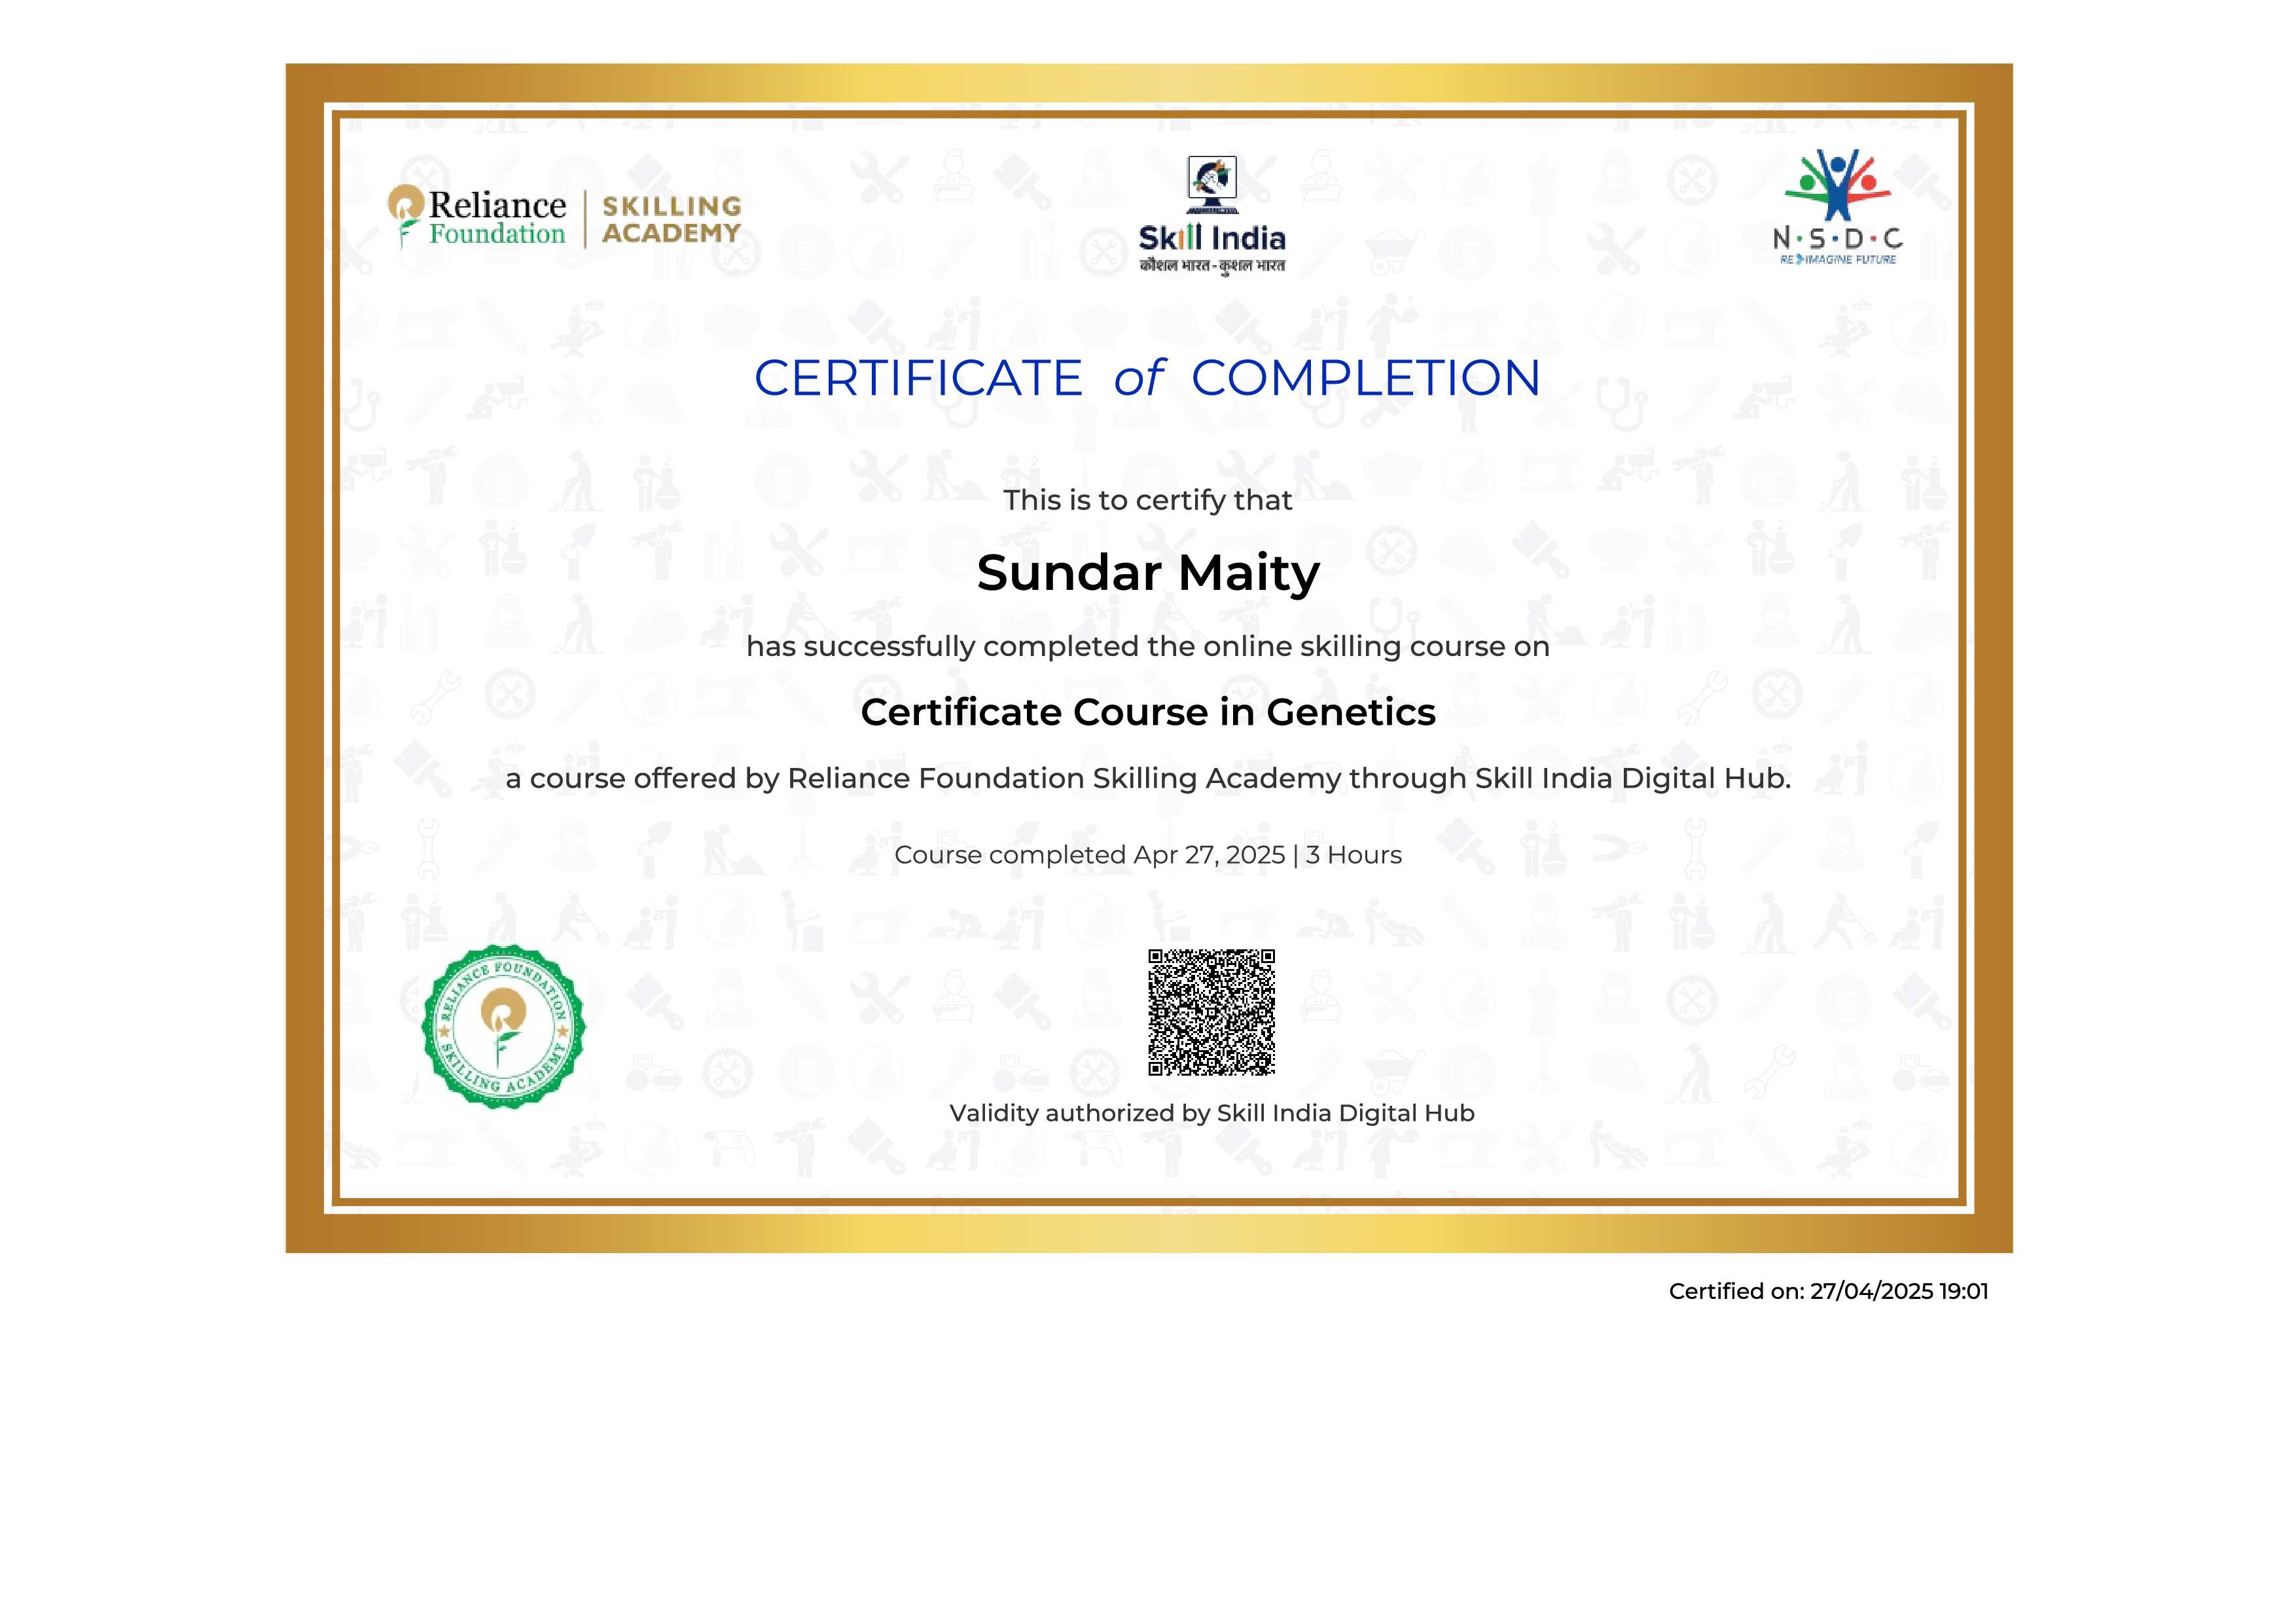 Reliance
Foundation
SKILLING
ACADEMY
Skill India
कौशल भारत - कुशल भारत
N·S·D·C
RE IMAGINE FUTURE
CERTIFICATE of COMPLETION
This is to certify that
Sundar Maity
has successfully completed the online skilling course on
Certificate Course in Genetics
a course offered by Reliance Foundation Skilling Academy through Skill India Digital Hub.
Course completed Apr 27, 2025 | 3 Hours
RELIANCE FOUNDATION
SKILLING ACADEMY
Validity authorized by Skill India Digital Hub
Certified on: 27/04/2025 19:01